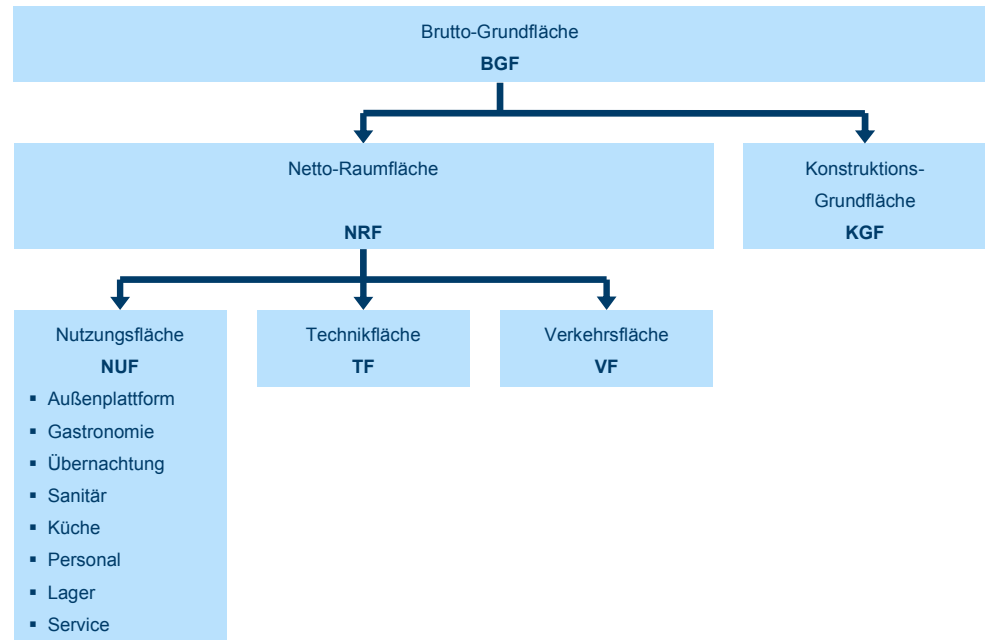 Brutto-Grundfläche
BGF
Netto-Raumfläche
NRF
Konstruktions-
Grundfläche
KGF
Nutzungsfläche
NUF
▪ Außenplattform
▪ Gastronomie
▪ Übernachtung
▪ Sanitär
▪ Küche
▪ Personal
▪ Lager
▪ Service
Technikfläche
TF
Verkehrsfläche
VF